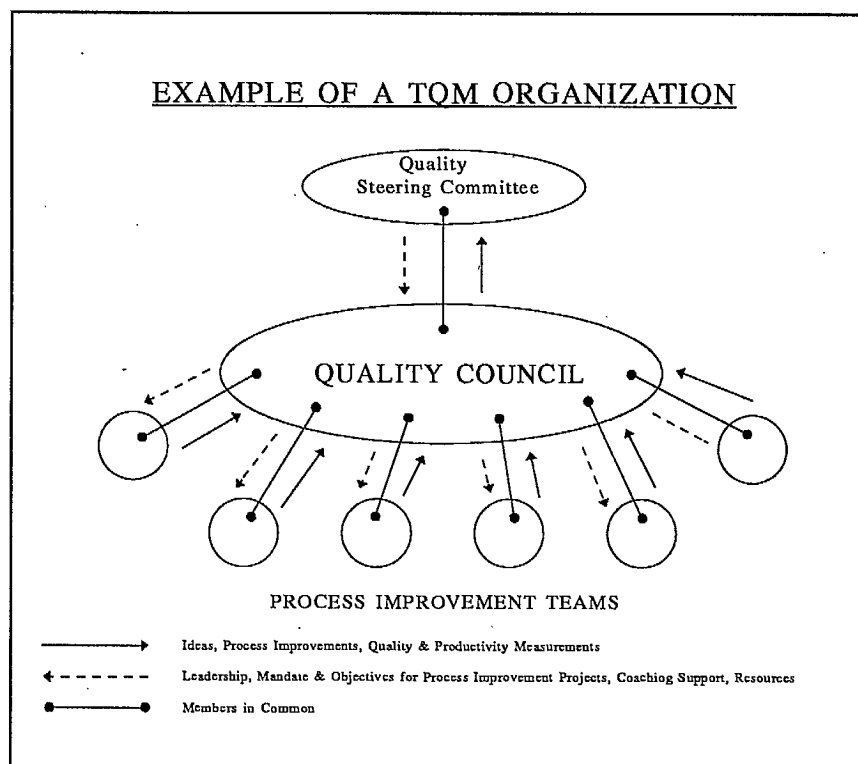 EXAMPLE OF A TQM ORGANIZATION
Quality
Steering Committee
QUALITY COUNCIL
PROCESS IMPROVEMENT TEAMS
Ideas, Process Improvements, Quality & Productivity Measurements
Leadership, Mandate & Objectives for Process Improvement Projects, Coaching Support, Resources
Members in Common